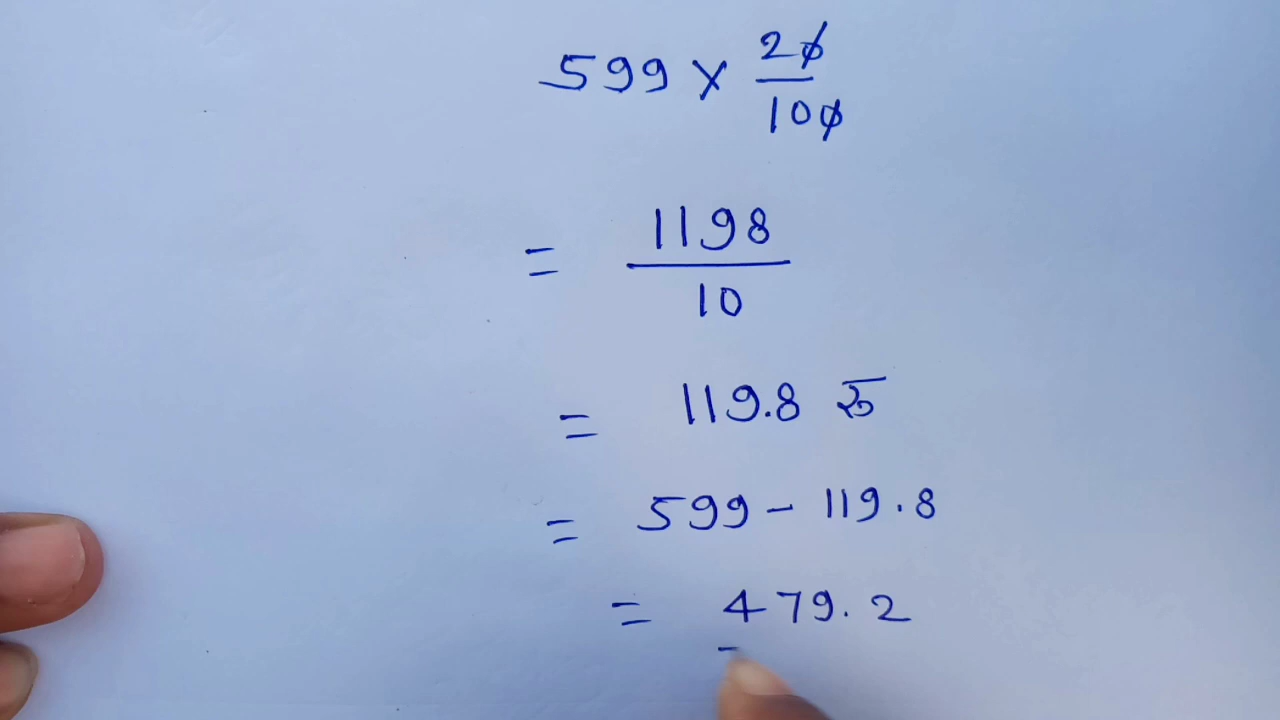 599 × 20/100
= 1198/10
= 119.8 रु
= 599 - 119.8
= 479.2